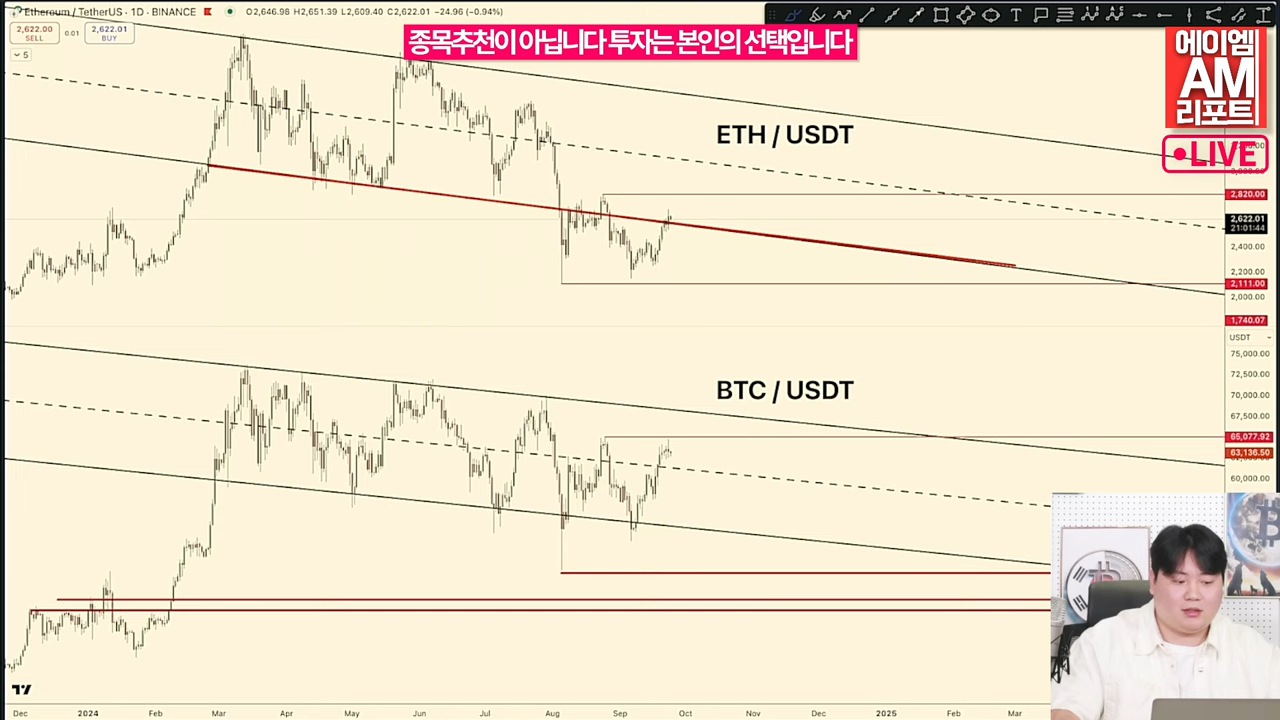 Ethereum / TetherUS · 1D · BINANCE
O2,646.98 H2,651.39 L2,609.40 C2,622.01 −24.96 (−0.94%)
2,622.00
SELL
0.01
2,622.01
BUY
5
종목추천이 아닙니다 투자는 본인의 선택입니다
에이엠
AM
리포트
LIVE
ETH / USDT
2,820.00
2,622.01
21:01:44
2,400.00
2,200.00
2,111.00
2,000.00
1,740.07
USDT
BTC / USDT
75,000.00
72,500.00
70,000.00
67,500.00
65,077.92
63,136.50
60,000.00
Dec 2024 Feb Mar Apr May Jun Jul Aug Sep Oct Nov Dec 2025 Feb Mar